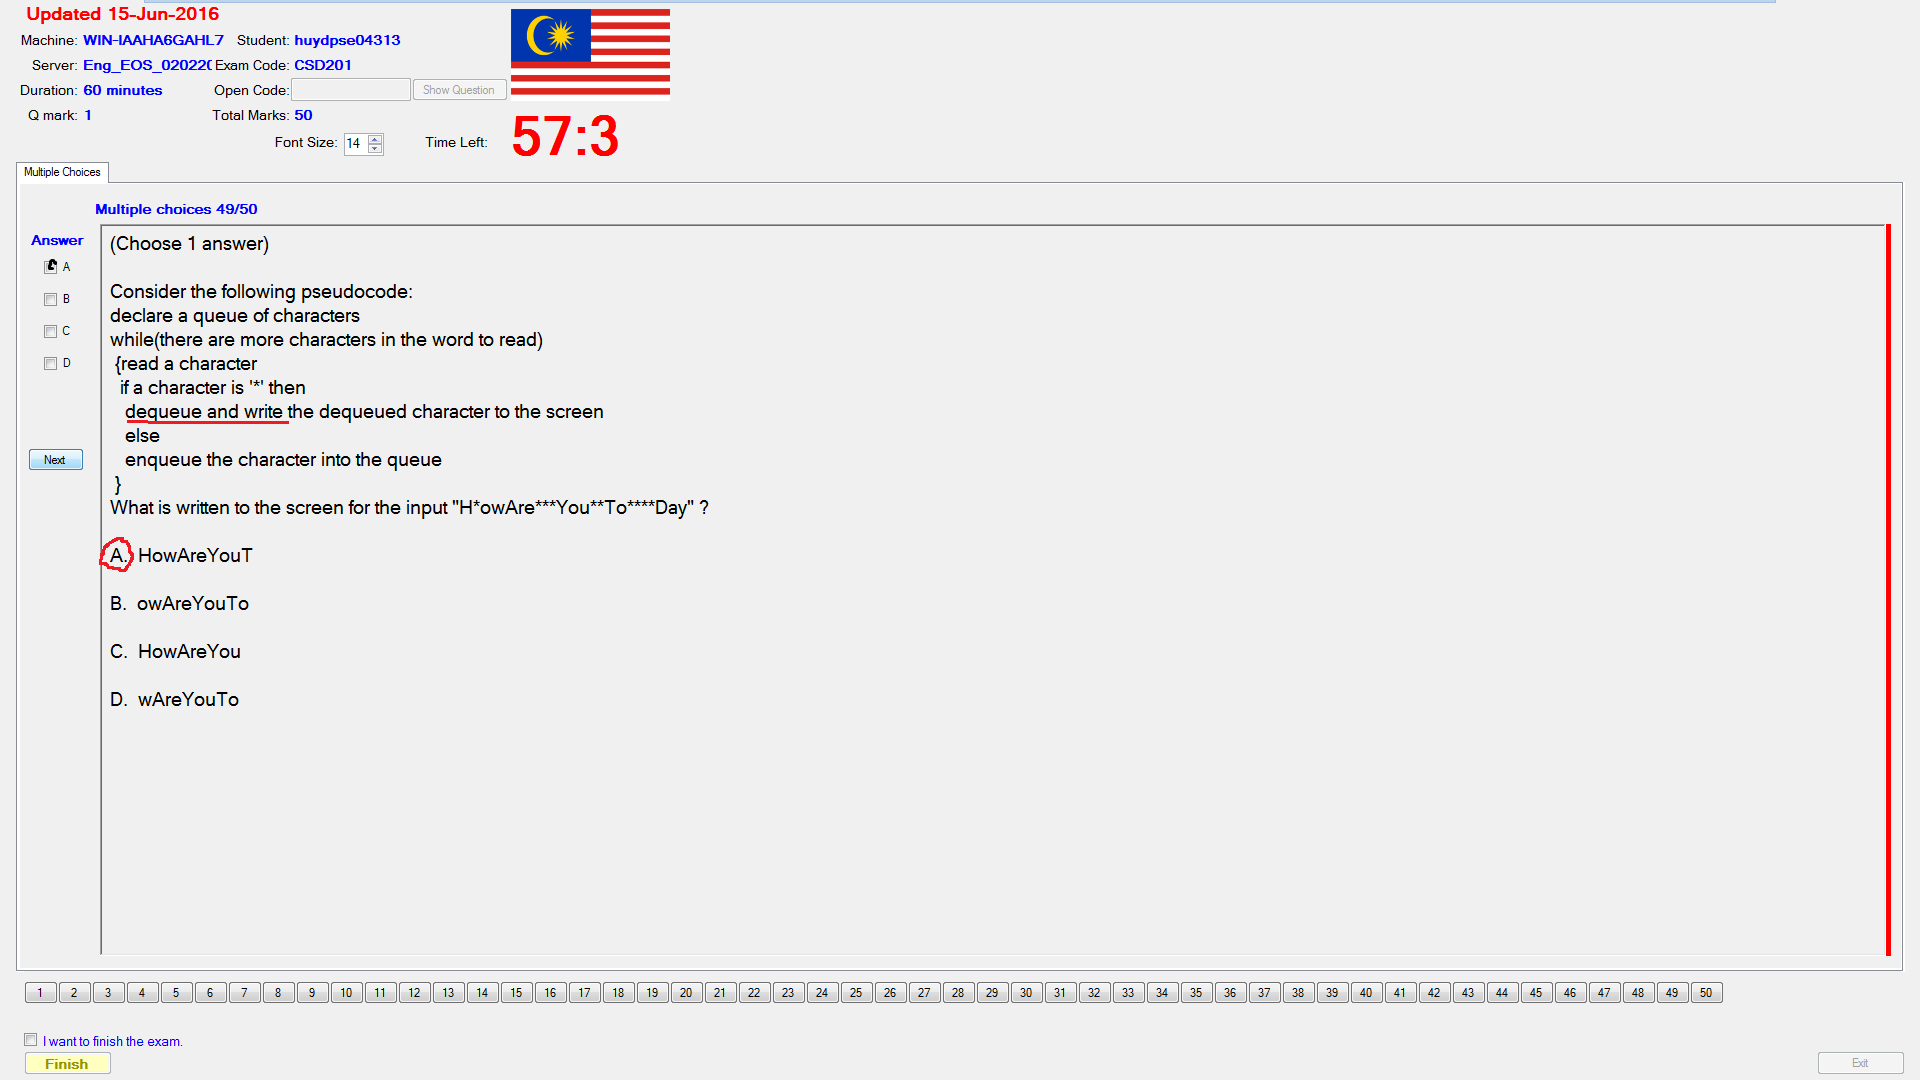 Updated 15-Jun-2016
Machine: WIN-IAAHA6GAHL7 Student: huydpse04313
Server: Eng_EOS_02022( Exam Code: CSD201
Duration: 60 minutes Open Code: Show Question
Q mark: 1 Total Marks: 50
Font Size: 14 Time Left: 57:3
Multiple Choices
Multiple choices 49/50
Answer
A
B
C
D
Next
(Choose 1 answer)
Consider the following pseudocode:
declare a queue of characters
while(there are more characters in the word to read)
{read a character
if a character is '*' then
dequeue and write the dequeued character to the screen
else
enqueue the character into the queue
}
What is written to the screen for the input "H*owAre***You**To****Day" ?
A. HowAreYouT
B. owAreYouTo
C. HowAreYou
D. wAreYouTo
1 2 3 4 5 6 7 8 9 10 11 12 13 14 15 16 17 18 19 20 21 22 23 24 25 26 27 28 29 30 31 32 33 34 35 36 37 38 39 40 41 42 43 44 45 46 47 48 49 50
I want to finish the exam.
Finish
Exit